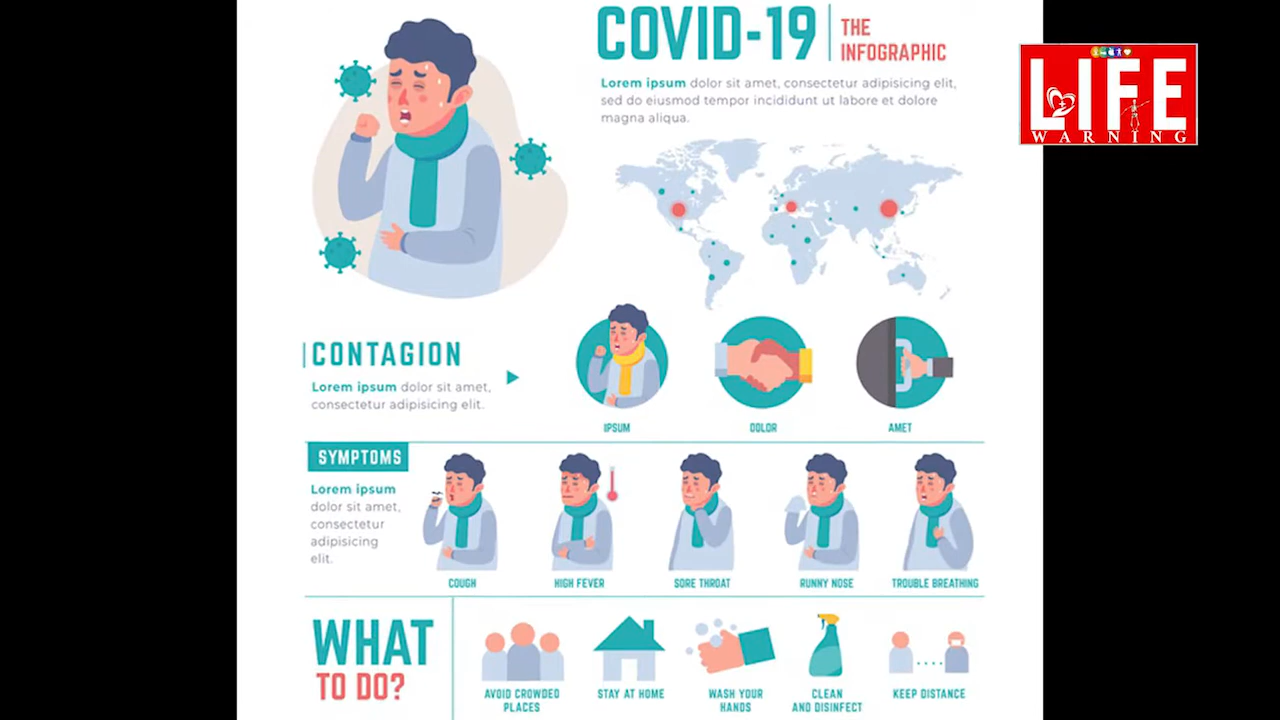 COVID-19
THE
INFOGRAPHIC
Lorem ipsum dolor sit amet, consectetur adipisicing elit,
sed do eiusmod tempor incididunt ut labore et dolore
magna aliqua.
LIFE
WARNING
CONTAGION
Lorem ipsum dolor sit amet,
consectetur adipisicing elit.
IPSUM
DOLOR
AMET
SYMPTOMS
Lorem ipsum
dolor sit amet,
consectetur
adipisicing
elit.
COUGH
HIGH FEVER
SORE THROAT
RUNNY NOSE
TROUBLE BREATHING
WHAT
TO DO?
AVOID CROWDED
PLACES
STAY AT HOME
WASH YOUR
HANDS
CLEAN
AND DISINFECT
KEEP DISTANCE